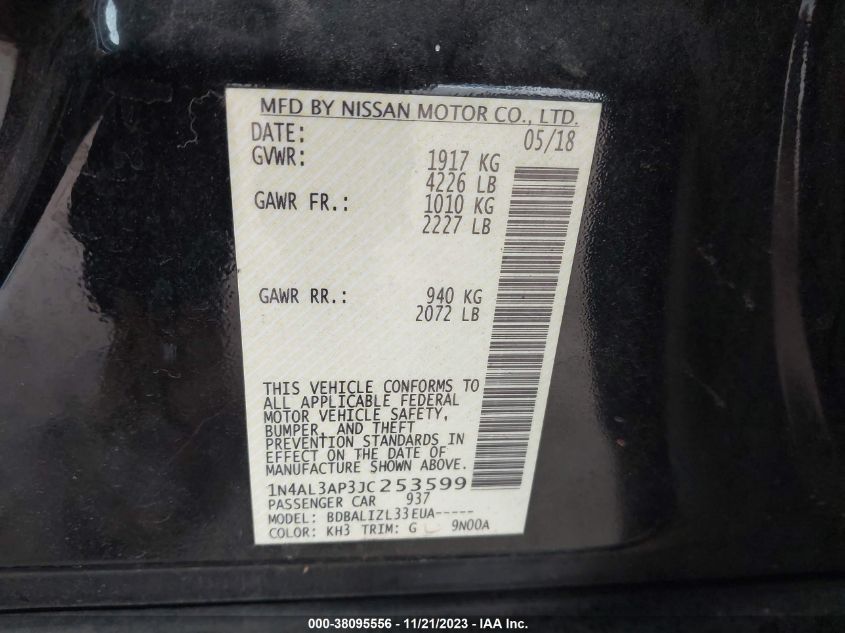 MFD BY NISSAN MOTOR CO., LTD.
DATE: 05/18
GVWR: 1917 KG
4226 LB
GAWR FR.: 1010 KG
2227 LB
GAWR RR.: 940 KG
2072 LB
THIS VEHICLE CONFORMS TO
ALL APPLICABLE FEDERAL
MOTOR VEHICLE SAFETY,
BUMPER, AND THEFT
PREVENTION STANDARDS IN
EFFECT ON THE DATE OF
MANUFACTURE SHOWN ABOVE.
1N4AL3AP3JC253599
PASSENGER CAR 937
MODEL: BDBALIZL33EUA-----
COLOR: KH3 TRIM: G 9N00A
000-38095556 - 11/21/2023 - IAA Inc.